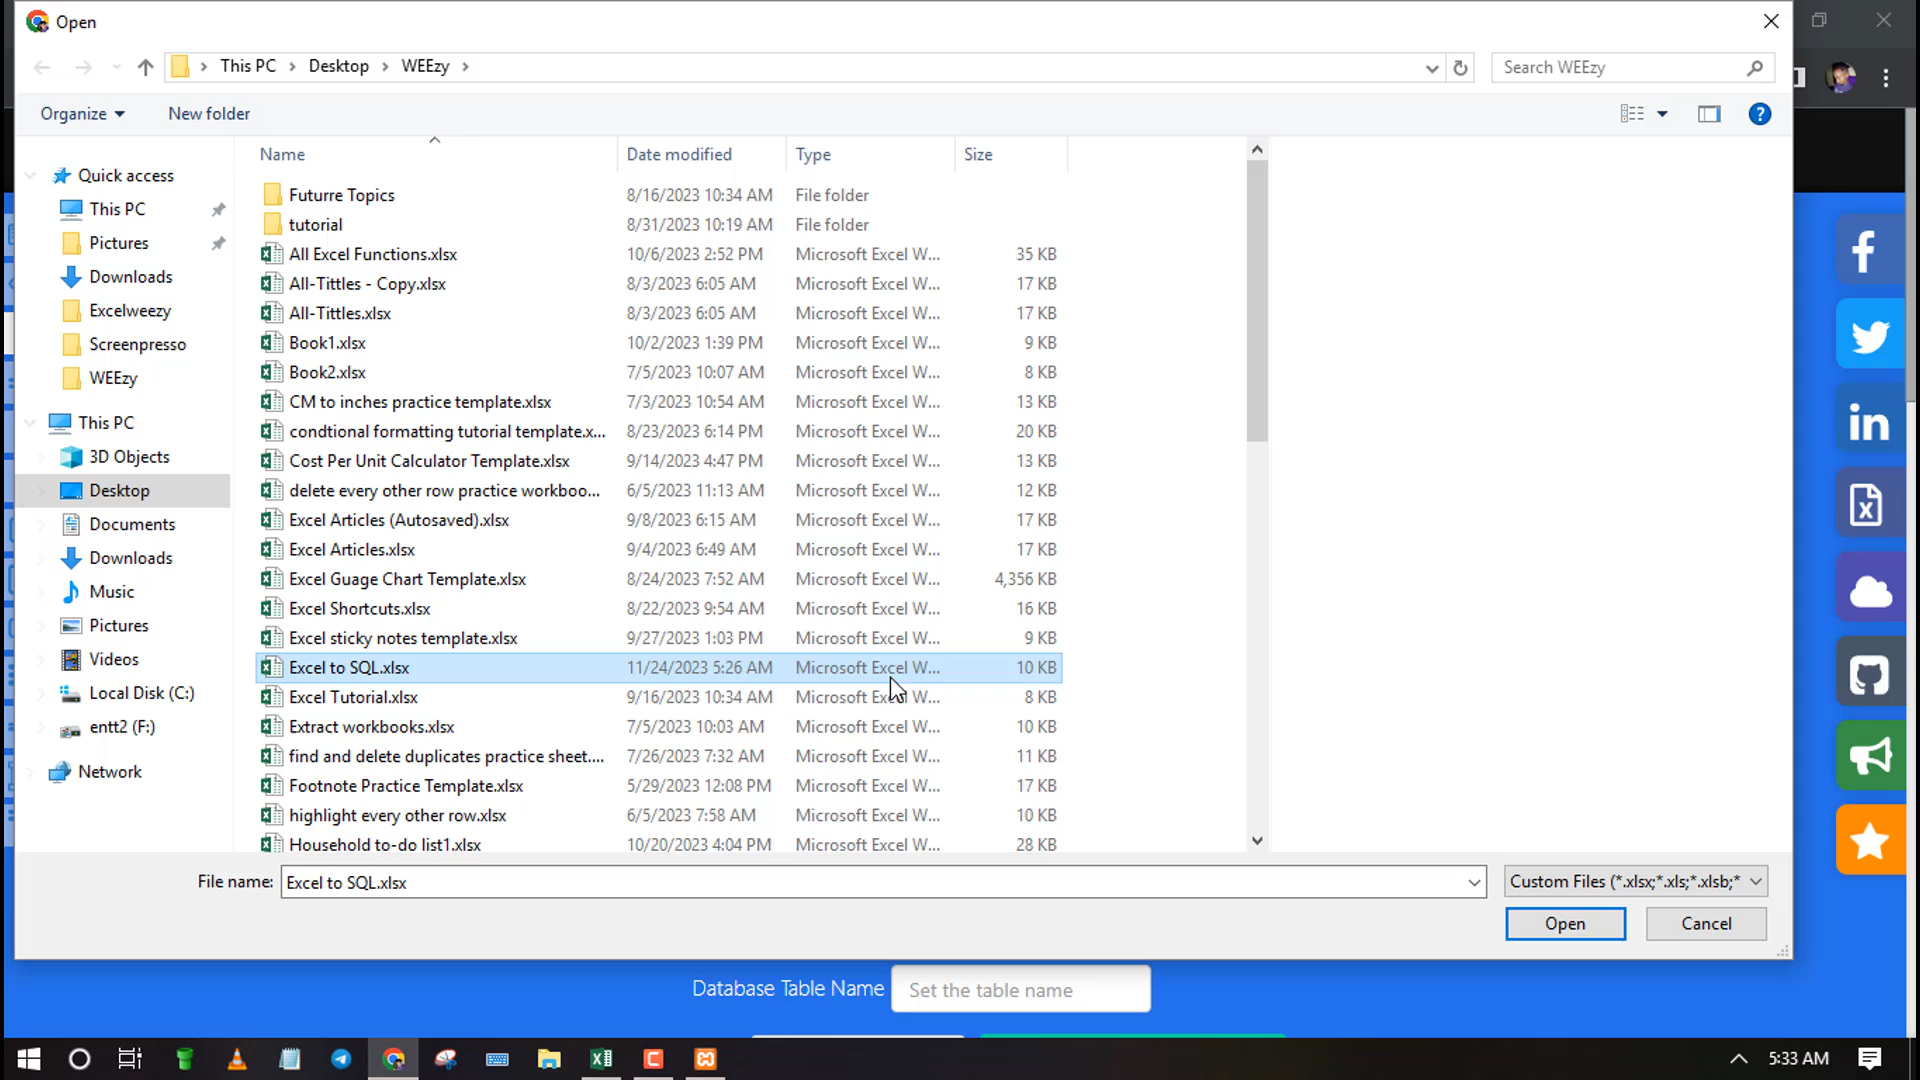 Open
This PC > Desktop > WEEzy >
Search WEEzy
Organize
New folder
Name Date modified Type Size
Quick access
This PC
Pictures
Downloads
Excelweezy
Screenpresso
WEEzy
This PC
3D Objects
Desktop
Documents
Downloads
Music
Pictures
Videos
Local Disk (C:)
entt2 (F:)
Network
Futurre Topics 8/16/2023 10:34 AM File folder
tutorial 8/31/2023 10:19 AM File folder
All Excel Functions.xlsx 10/6/2023 2:52 PM Microsoft Excel W... 35 KB
All-Tittles - Copy.xlsx 8/3/2023 6:05 AM Microsoft Excel W... 17 KB
All-Tittles.xlsx 8/3/2023 6:05 AM Microsoft Excel W... 17 KB
Book1.xlsx 10/2/2023 1:39 PM Microsoft Excel W... 9 KB
Book2.xlsx 7/5/2023 10:07 AM Microsoft Excel W... 8 KB
CM to inches practice template.xlsx 7/3/2023 10:54 AM Microsoft Excel W... 13 KB
condtional formatting tutorial template.x... 8/23/2023 6:14 PM Microsoft Excel W... 20 KB
Cost Per Unit Calculator Template.xlsx 9/14/2023 4:47 PM Microsoft Excel W... 13 KB
delete every other row practice workboo... 6/5/2023 11:13 AM Microsoft Excel W... 12 KB
Excel Articles (Autosaved).xlsx 9/8/2023 6:15 AM Microsoft Excel W... 17 KB
Excel Articles.xlsx 9/4/2023 6:49 AM Microsoft Excel W... 17 KB
Excel Guage Chart Template.xlsx 8/24/2023 7:52 AM Microsoft Excel W... 4,356 KB
Excel Shortcuts.xlsx 8/22/2023 9:54 AM Microsoft Excel W... 16 KB
Excel sticky notes template.xlsx 9/27/2023 1:03 PM Microsoft Excel W... 9 KB
Excel to SQL.xlsx 11/24/2023 5:26 AM Microsoft Excel W... 10 KB
Excel Tutorial.xlsx 9/16/2023 10:34 AM Microsoft Excel W... 8 KB
Extract workbooks.xlsx 7/5/2023 10:03 AM Microsoft Excel W... 10 KB
find and delete duplicates practice sheet.... 7/26/2023 7:32 AM Microsoft Excel W... 11 KB
Footnote Practice Template.xlsx 5/29/2023 12:08 PM Microsoft Excel W... 17 KB
highlight every other row.xlsx 6/5/2023 7:58 AM Microsoft Excel W... 10 KB
Household to-do list1.xlsx 10/20/2023 4:04 PM Microsoft Excel W... 28 KB
File name: Excel to SQL.xlsx
Custom Files (*.xlsx;*.xls;*.xlsb;*
Open
Cancel
Database Table Name Set the table name
5:33 AM